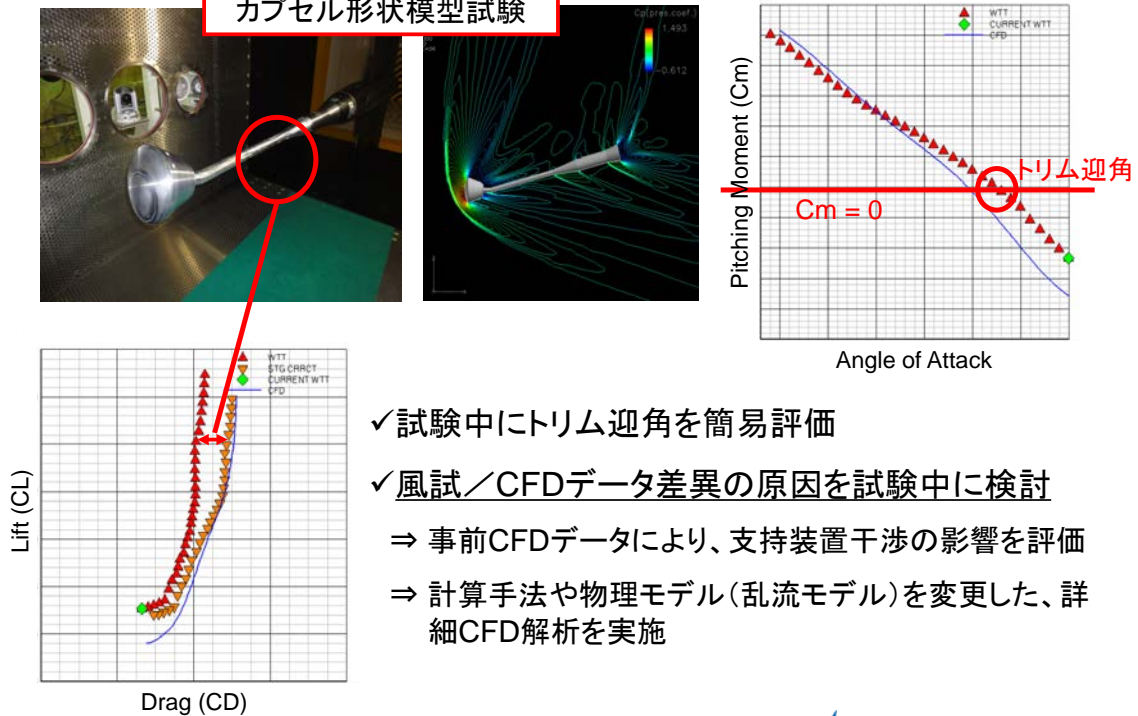 カプセル形状模型試験
Cp(pres.coef.)
1.493
-0.612
WTT
CURRENT WTT
CFD
Pitching Moment (Cm)
トリム迎角
Cm = 0
Angle of Attack
WTT
STG CRRCT
CURRENT WTT
CFD
Lift (CL)
Drag (CD)
✓試験中にトリム迎角を簡易評価
✓風試／CFDデータ差異の原因を試験中に検討
⇒ 事前CFDデータにより、支持装置干渉の影響を評価
⇒ 計算手法や物理モデル（乱流モデル）を変更した、詳
細CFD解析を実施